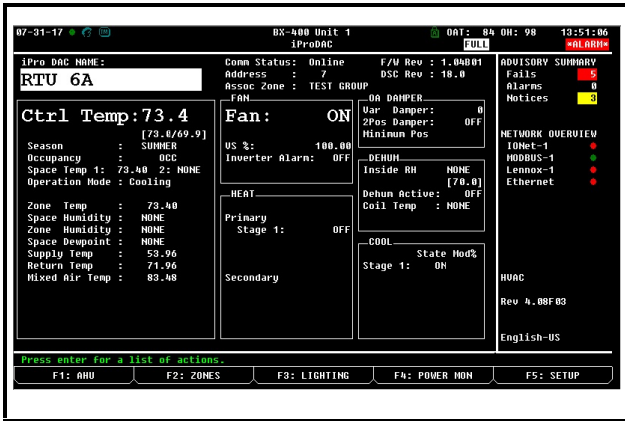 07-31-17 BX-400 Unit 1 OAT: 84 OH: 98 13:51:06
iProDAC FULL *ALARM*
iPro DAC NAME: Comm Status: Online F/W Rev : 1.04B01 ADVISORY SUMMARY
RTU 6A Address : 7 DSC Rev : 18.0 Fails 5
Assoc Zone : TEST GROUP Alarms 0
Notices 3
FAN OA DAMPER
Ctrl Temp:73.4 Fan: ON Var Damper: 0
[73.0/69.9] 2Pos Damper: OFF
Minimum Pos NETWORK OVERVIEW
Season : SUMMER VS %: 100.00 IONet-1
Occupancy : OCC Inverter Alarm: OFF DEHUM MODBUS-1
Space Temp 1: 73.40 2: NONE Inside RH NONE Lennox-1
Operation Mode : Cooling [70.0] Ethernet
HEAT Dehum Active: OFF
Zone Temp : 73.40 Coil Temp : NONE
Space Humidity : NONE Primary
Zone Humidity : NONE Stage 1: OFF
Space Dewpoint : NONE COOL
Supply Temp : 53.96 State Mod%
Return Temp : 71.96 Stage 1: ON
Mixed Air Temp : 83.48 Secondary HVAC
Rev 4.08F03
English-US
Press enter for a list of actions.
F1: AHU F2: ZONES F3: LIGHTING F4: POWER MON F5: SETUP